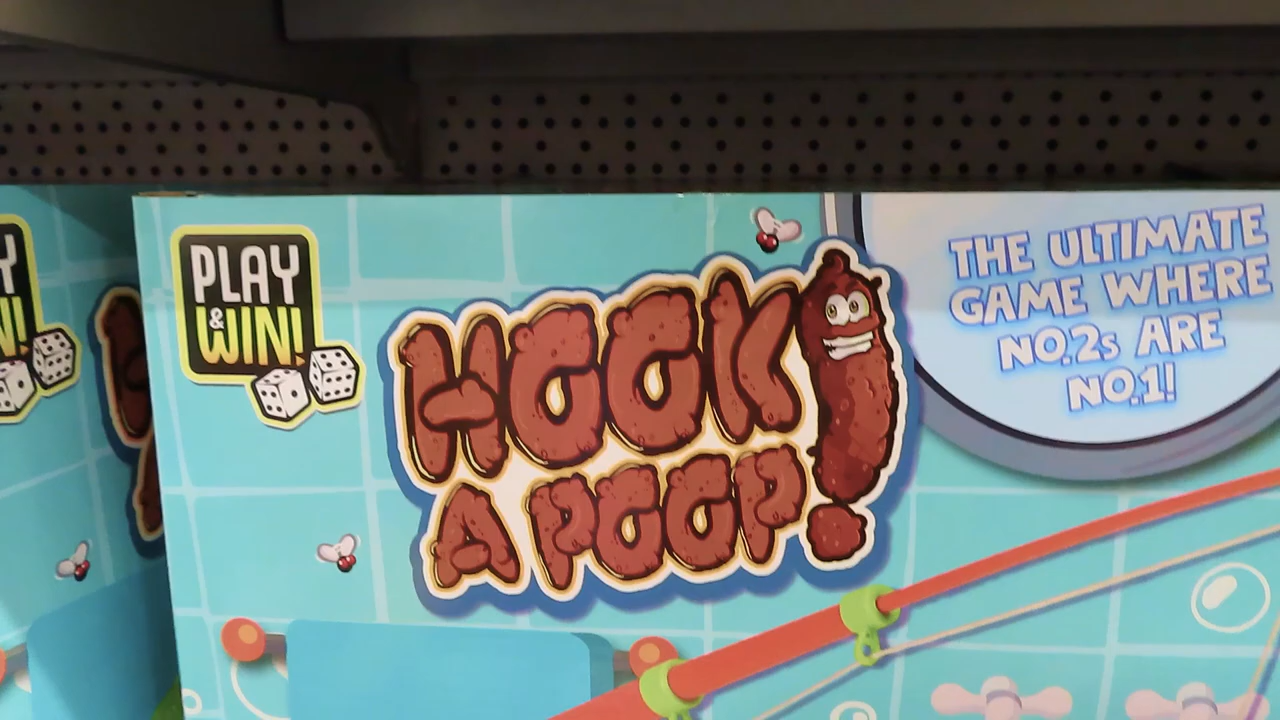 PLAY
& WIN!
HOOK
A POOP!
THE ULTIMATE
GAME WHERE
NO.2s ARE
NO.1!